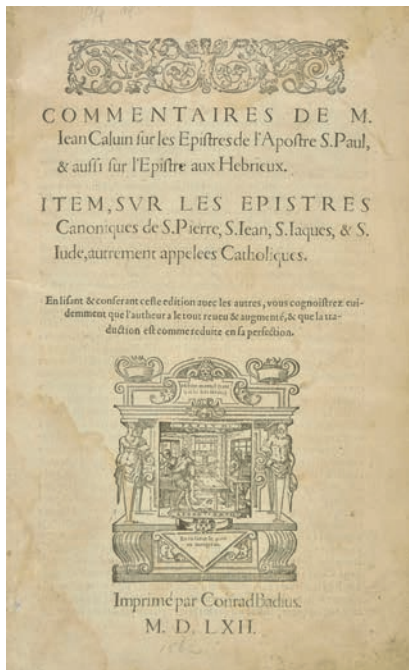 COMMENTAIRES DE M.
Iean Caluin ſur les Epiſtres de l'Apoſtre S. Paul,
& auſſi ſur l'Epiſtre aux Hebrieux.
ITEM, SVR LES EPISTRES
Canoniques de S. Pierre, S. Iean, S. Iaques, & S.
Iude, autrement appelees Catholiques.
En liſant & conferant ceſte edition auec les autres, vous cognoiſtrez eui-
demment que l'autheur a le tout reueu & augmenté, & que la tra-
duction eſt comme reduite en ſa perfection.
Imprimé par Conrad Badius.
M. D. LXII.
1562